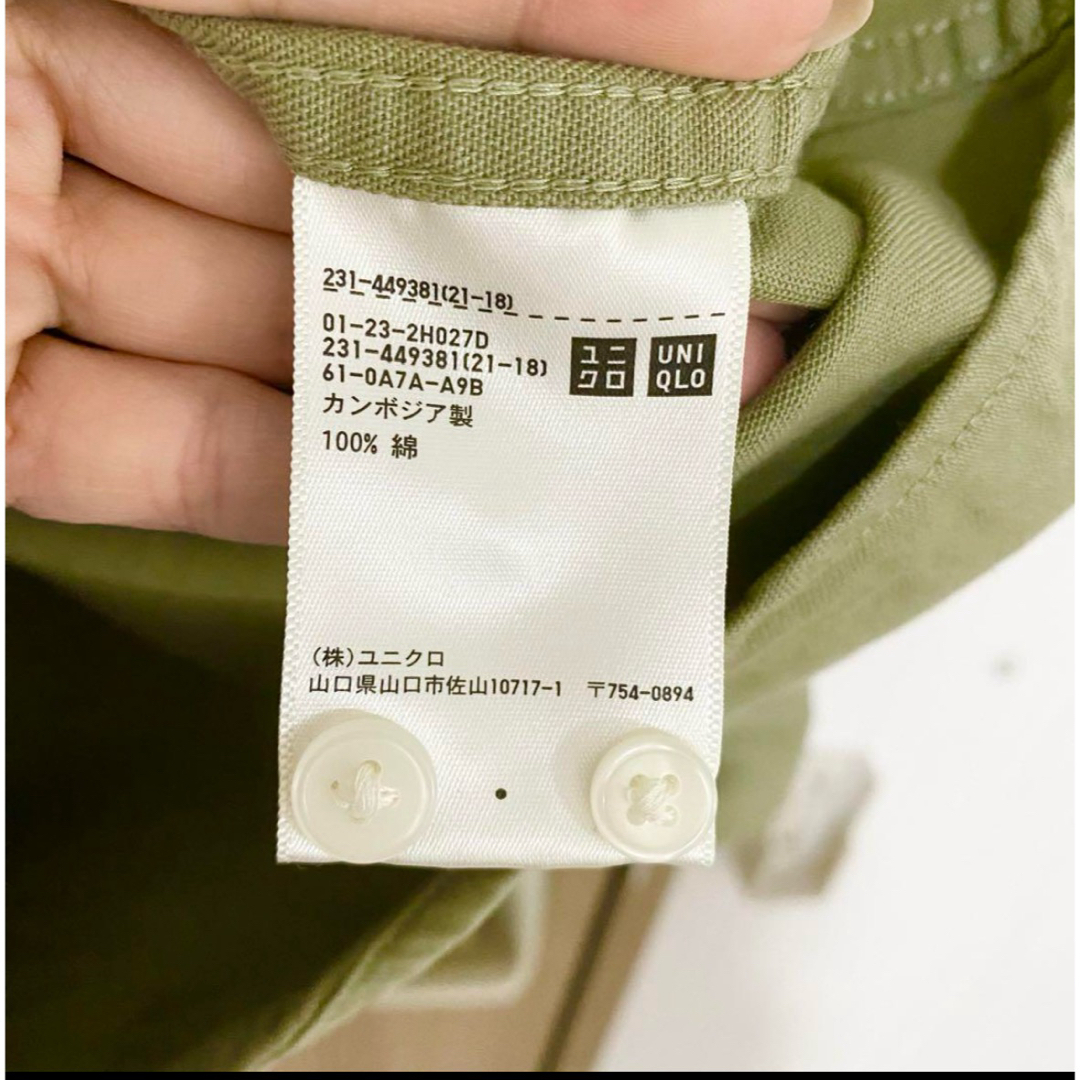 231-449381(21-18)
01-23-2H027D
231-449381(21-18)
61-0A7A-A9B
カンボジア製
100% 綿
ユニ
クロ
UNI
QLO
(株)ユニクロ
山口県山口市佐山10717-1 〒754-0894